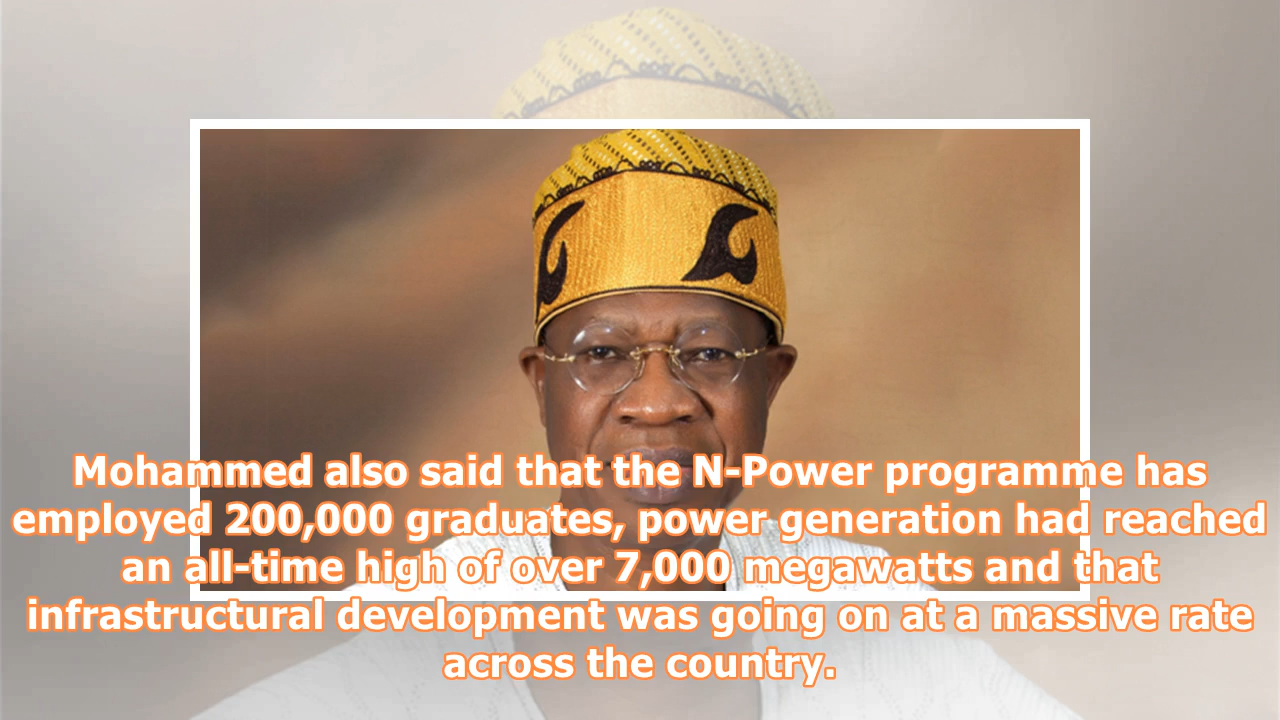 Mohammed also said that the N-Power programme has
employed 200,000 graduates, power generation had reached
an all-time high of over 7,000 megawatts and that
infrastructural development was going on at a massive rate
across the country.